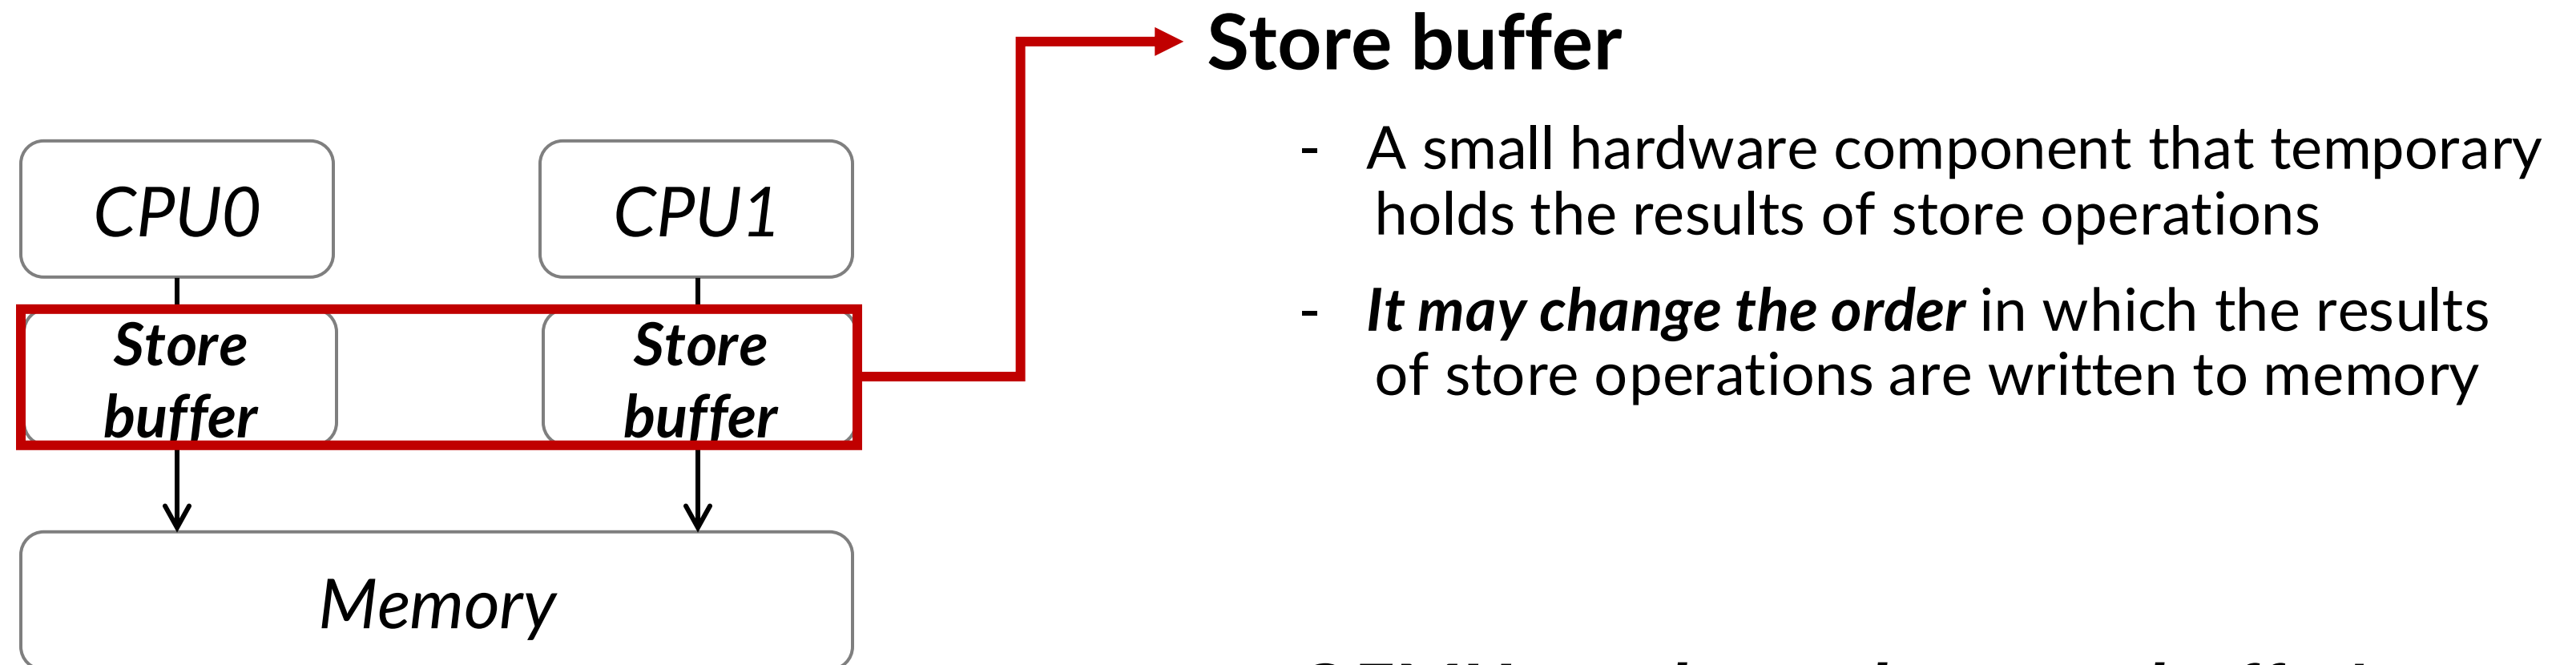 Store buffer
- A small hardware component that temporary
holds the results of store operations
- It may change the order in which the results
of store operations are written to memory
CPU0
CPU1
Store
buffer
Store
buffer
Memory